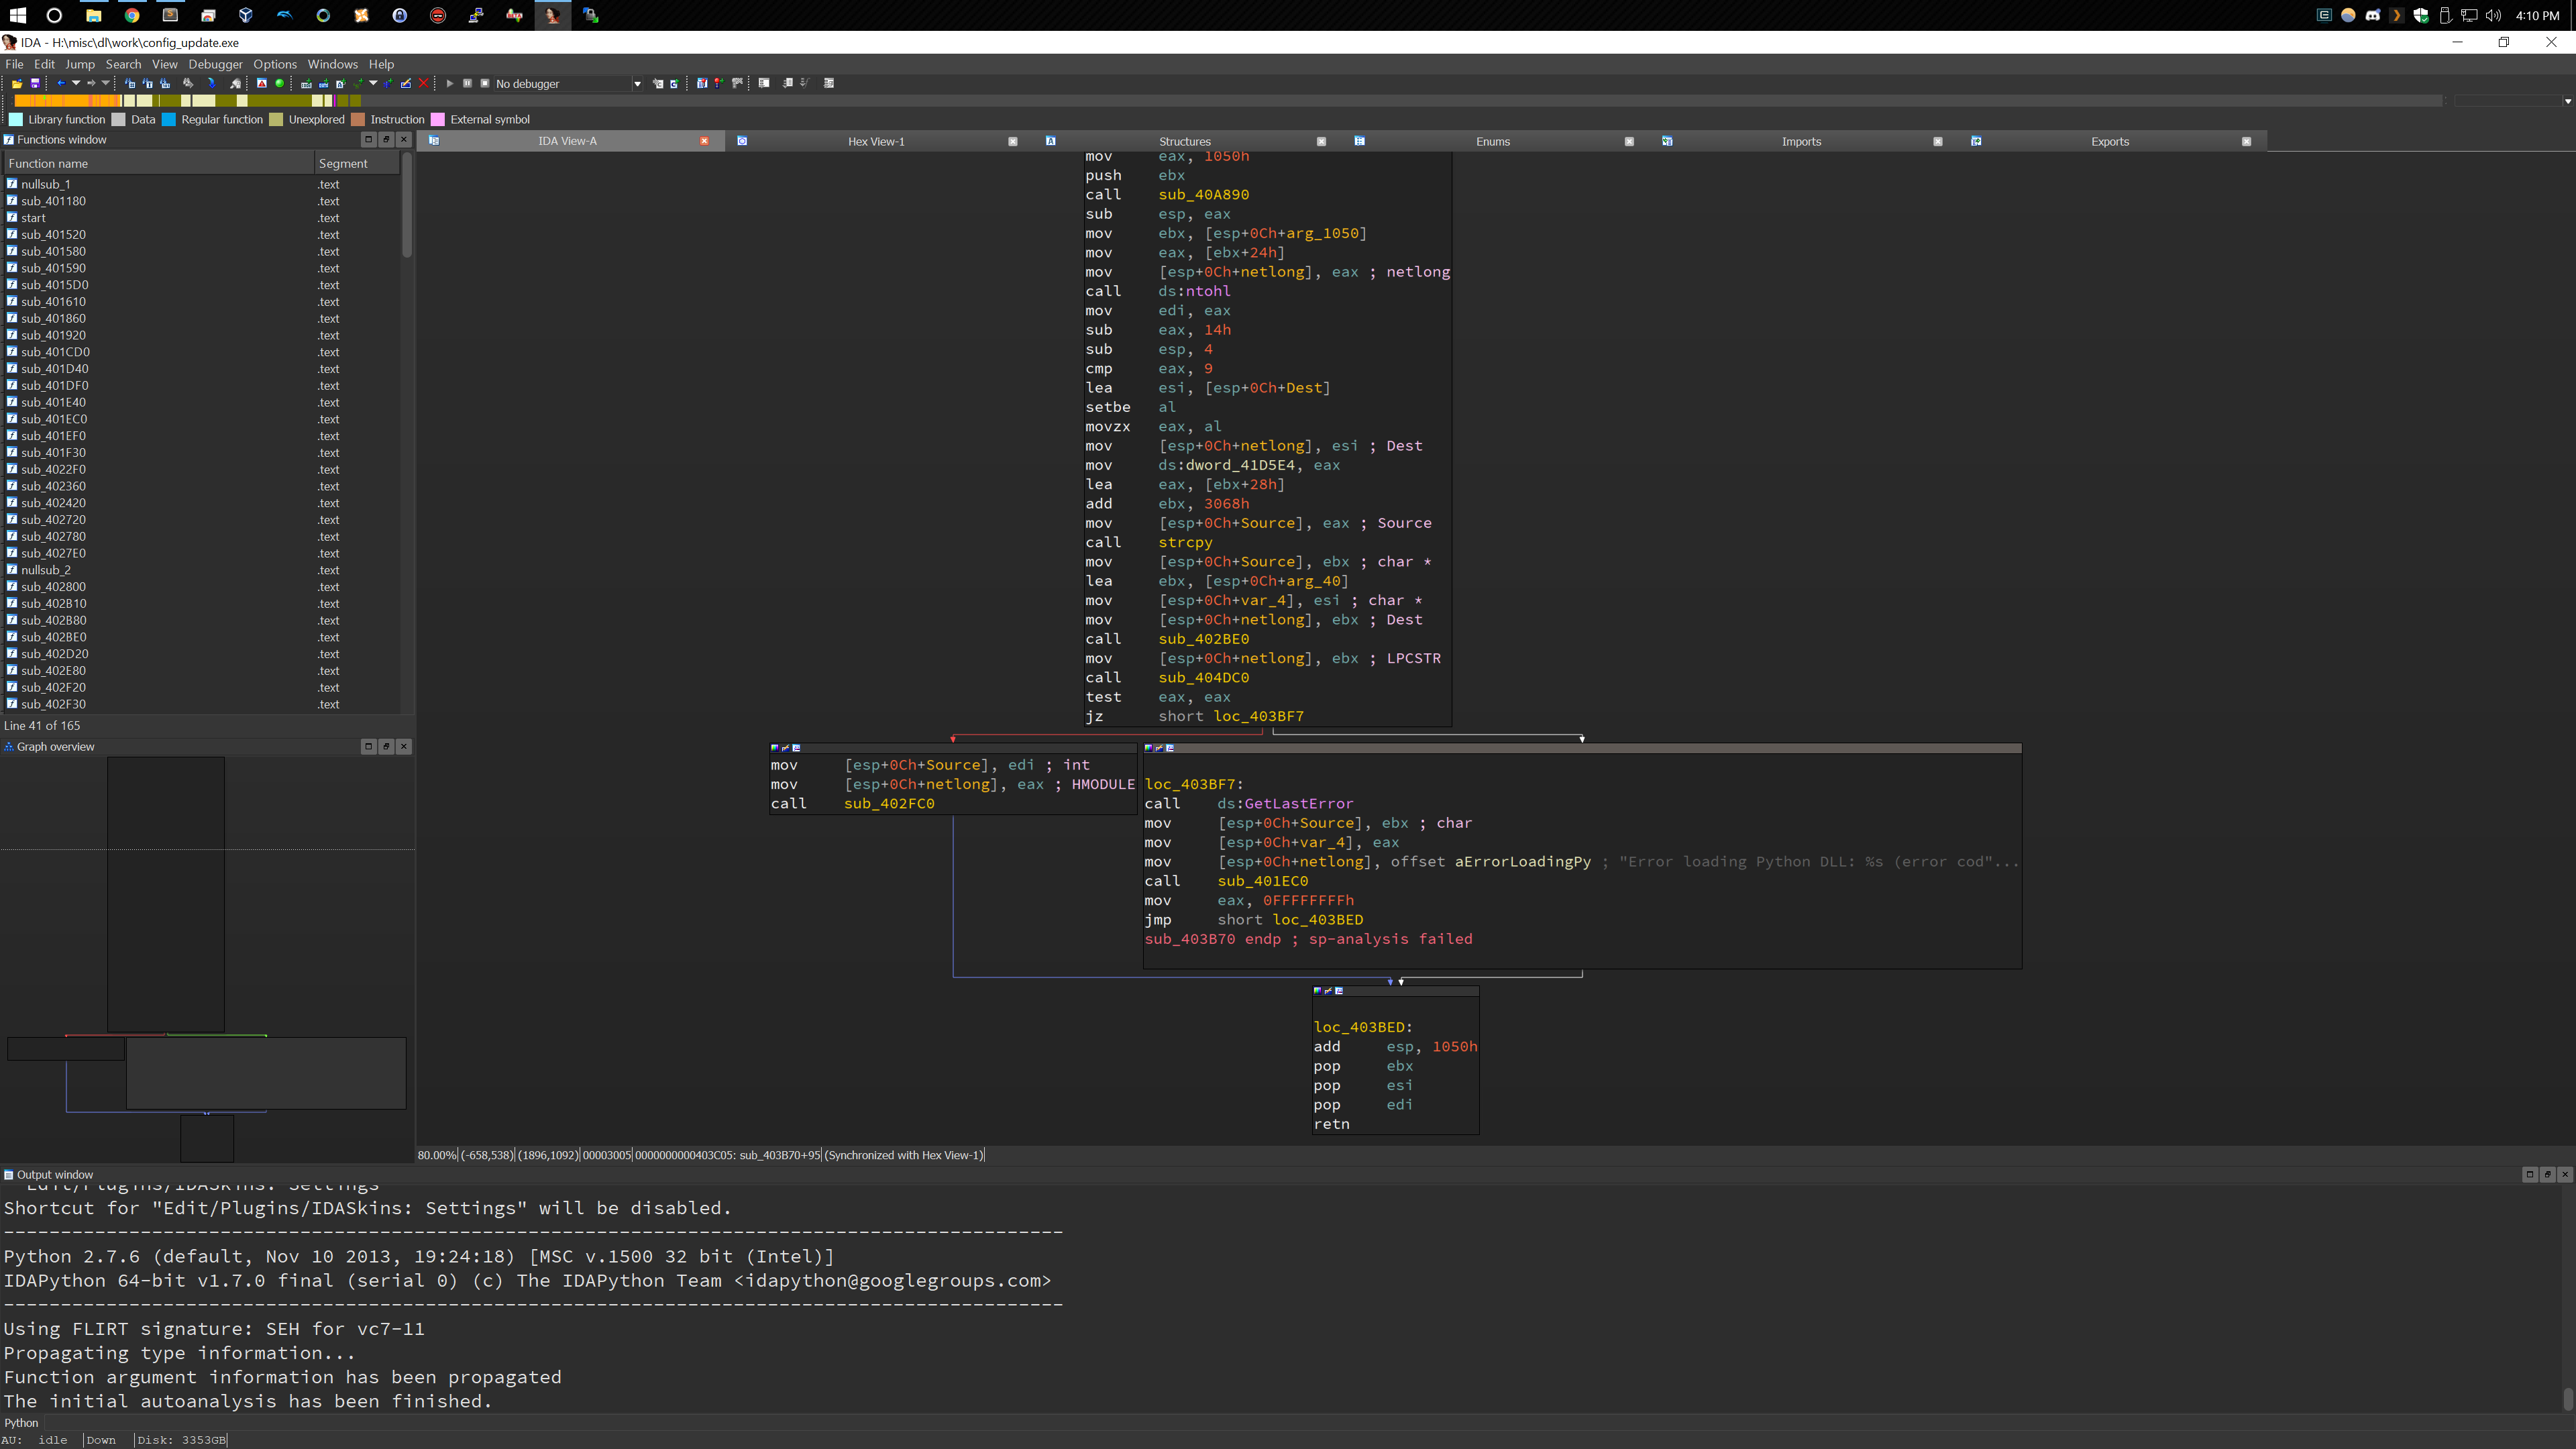 4:10 PM
IDA - H:\misc\dl\work\config_update.exe
File Edit Jump Search View Debugger Options Windows Help
No debugger
Library function Data Regular function Unexplored Instruction External symbol
Functions window
Function name Segment
nullsub_1 .text
sub_401180 .text
start .text
sub_401520 .text
sub_401580 .text
sub_401590 .text
sub_4015D0 .text
sub_401610 .text
sub_401860 .text
sub_401920 .text
sub_401CD0 .text
sub_401D40 .text
sub_401DF0 .text
sub_401E40 .text
sub_401EC0 .text
sub_401EF0 .text
sub_401F30 .text
sub_4022F0 .text
sub_402360 .text
sub_402420 .text
sub_402720 .text
sub_402780 .text
sub_4027E0 .text
nullsub_2 .text
sub_402800 .text
sub_402B10 .text
sub_402B80 .text
sub_402BE0 .text
sub_402D20 .text
sub_402E80 .text
sub_402F20 .text
sub_402F30 .text
Line 41 of 165
Graph overview
IDA View-A Hex View-1 Structures Enums Imports Exports
mov eax, 1050h
push ebx
call sub_40A890
sub esp, eax
mov ebx, [esp+0Ch+arg_1050]
mov eax, [ebx+24h]
mov [esp+0Ch+netlong], eax ; netlong
call ds:ntohl
mov edi, eax
sub eax, 14h
sub esp, 4
cmp eax, 9
lea esi, [esp+0Ch+Dest]
setbe al
movzx eax, al
mov [esp+0Ch+netlong], esi ; Dest
mov ds:dword_41D5E4, eax
lea eax, [ebx+28h]
add ebx, 3068h
mov [esp+0Ch+Source], eax ; Source
call strcpy
mov [esp+0Ch+Source], ebx ; char *
lea ebx, [esp+0Ch+arg_40]
mov [esp+0Ch+var_4], esi ; char *
mov [esp+0Ch+netlong], ebx ; Dest
call sub_402BE0
mov [esp+0Ch+netlong], ebx ; LPCSTR
call sub_404DC0
test eax, eax
jz short loc_403BF7
mov [esp+0Ch+Source], edi ; int
mov [esp+0Ch+netlong], eax ; HMODULE
call sub_402FC0
loc_403BF7:
call ds:GetLastError
mov [esp+0Ch+Source], ebx ; char
mov [esp+0Ch+var_4], eax
mov [esp+0Ch+netlong], offset aErrorLoadingPy ; "Error loading Python DLL: %s (error cod"...
call sub_401EC0
mov eax, 0FFFFFFFFh
jmp short loc_403BED
sub_403B70 endp ; sp-analysis failed
loc_403BED:
add esp, 1050h
pop ebx
pop esi
pop edi
retn
80.00% (-658,538) (1896,1092) 00003005 0000000000403C05: sub_403B70+95 (Synchronized with Hex View-1)
Output window
Edit/Plugins/IDASkins: Settings
Shortcut for "Edit/Plugins/IDASkins: Settings" will be disabled.
---------------------------------------------------------------------------------------------
Python 2.7.6 (default, Nov 10 2013, 19:24:18) [MSC v.1500 32 bit (Intel)]
IDAPython 64-bit v1.7.0 final (serial 0) (c) The IDAPython Team <idapython@googlegroups.com>
---------------------------------------------------------------------------------------------
Using FLIRT signature: SEH for vc7-11
Propagating type information...
Function argument information has been propagated
The initial autoanalysis has been finished.
Python
AU: idle Down Disk: 3353GB